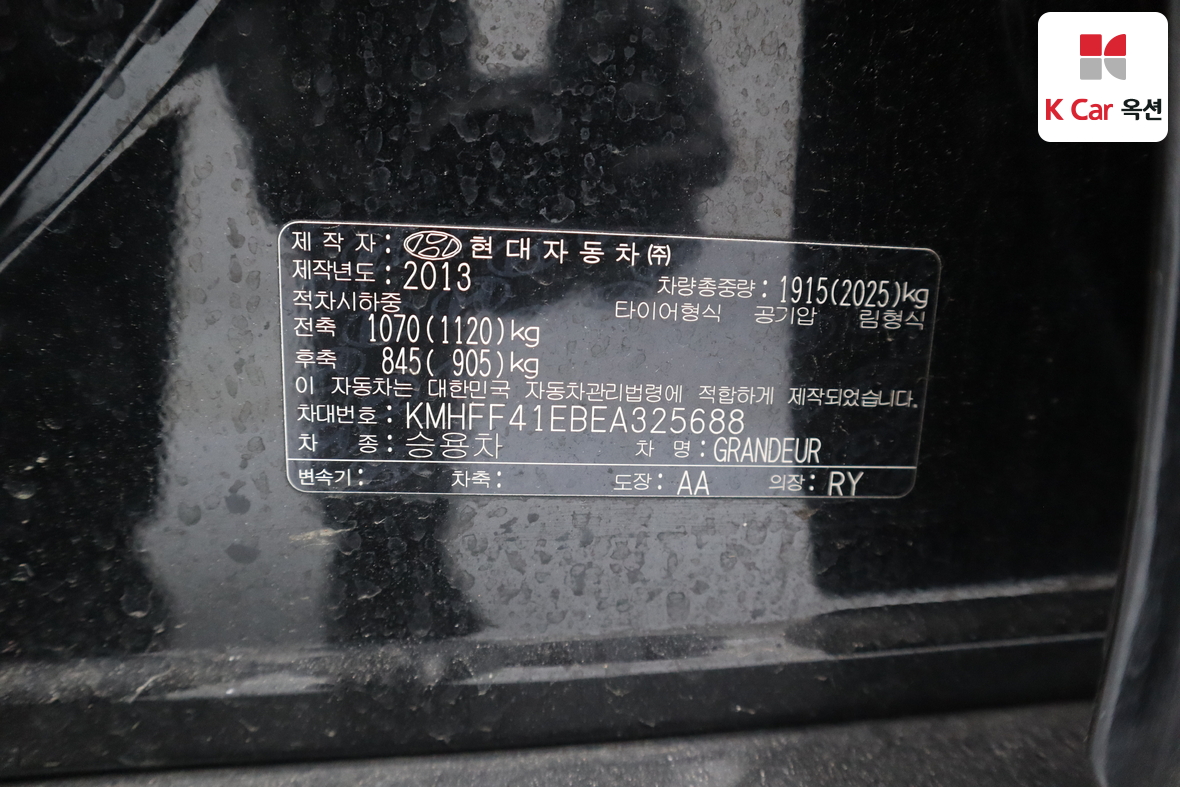 K Car 옥션
제 작 자 : 현 대 자 동 차 ㈜
제작년도 : 2013 차량총중량 : 1915(2025)kg
적차시하중 타이어형식 공기압 림형식
전축 1070(1120)kg
후축 845( 905)kg
이 자동차는 대한민국 자동차관리법령에 적합하게 제작되었습니다.
차대번호 : KMHFF41EBEA325688
차 종 : 승용차 차 명 : GRANDEUR
변속기 : 차축 : 도장 : AA 의장 : RY